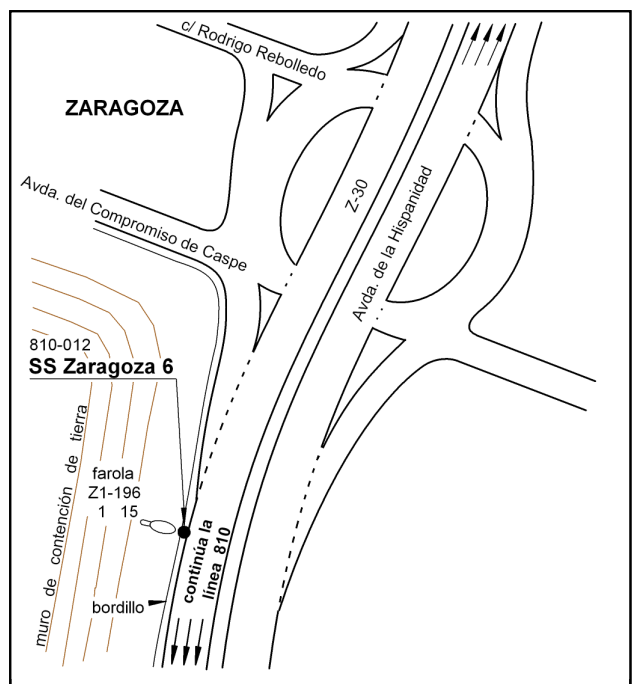 c/ Rodrigo Rebolledo
ZARAGOZA
Z-30
Avda. de la Hispanidad
Avda. del Compromiso de Caspe
810-012
SS Zaragoza 6
farola
Z1-196
1 15
muro de contención de tierra
continúa la
línea 810
bordillo